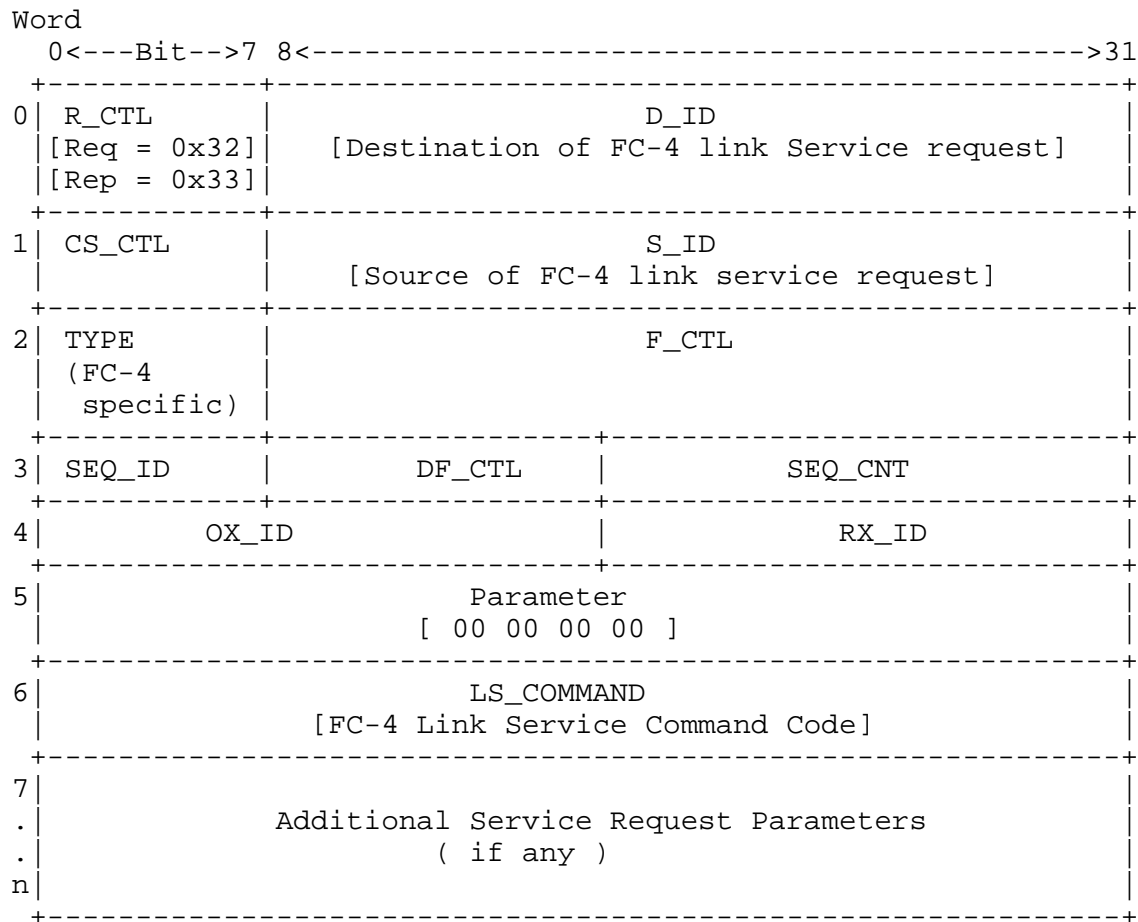 Word
  0<---Bit-->7 8<-------------------------------------------->31
 +------------+------------------------------------------------+
0| R_CTL      |                     D_ID                       |
 |[Req = 0x32]|   [Destination of FC-4 link Service request]   |
 |[Rep = 0x33]|                                                |
 +------------+------------------------------------------------+
1| CS_CTL     |                     S_ID                       |
 |            |    [Source of FC-4 link service request]       |
 +------------+------------------------------------------------+
2| TYPE       |                     F_CTL                      |
 | (FC-4      |                                                |
 |  specific) |                                                |
 +------------+------------------+-----------------------------+
3| SEQ_ID     |        DF_CTL    |          SEQ_CNT            |
 +------------+------------------+-----------------------------+
4|         OX_ID                 |             RX_ID           |
 +-------------------------------+-----------------------------+
5|                        Parameter                            |
 |                     [ 00 00 00 00 ]                         |
 +-------------------------------------------------------------+
6|                        LS_COMMAND                           |
 |               [FC-4 Link Service Command Code]              |
 +-------------------------------------------------------------+
7|                                                             |
.|             Additional Service Request Parameters           |
.|                      ( if any )                             |
n|                                                             |
 +-------------------------------------------------------------+